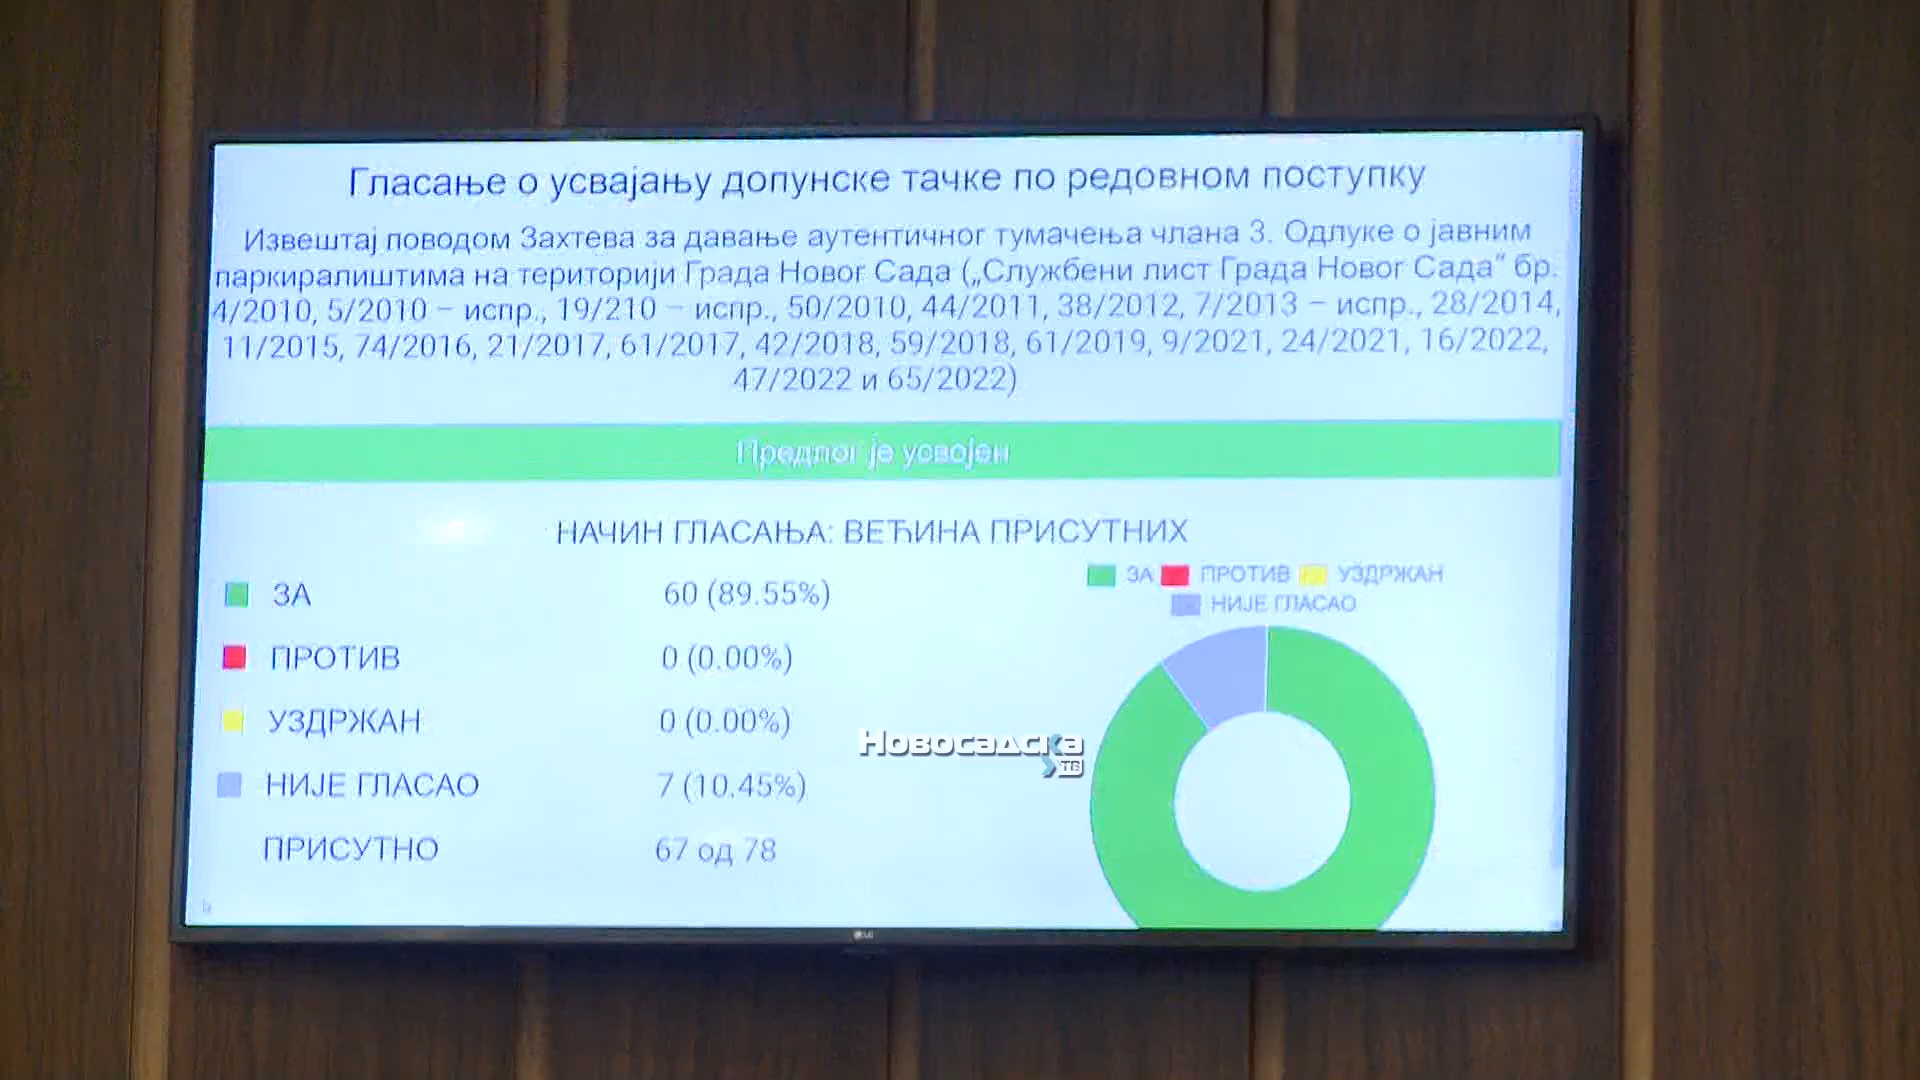 Гласање о усвајању допунске тачке по редовном поступку
Извештај поводом Захтева за давање аутентичног тумачења члана 3. Одлуке о јавним
паркиралиштима на територији Града Новог Сада („Службени лист Града Новог Сада“ бр.
4/2010, 5/2010 – испр., 19/210 – испр., 50/2010, 44/2011, 38/2012, 7/2013 – испр., 28/2014,
11/2015, 74/2016, 21/2017, 61/2017, 42/2018, 59/2018, 61/2019, 9/2021, 24/2021, 16/2022,
47/2022 и 65/2022)
Предлог је усвојен
НАЧИН ГЛАСАЊА: ВЕЋИНА ПРИСУТНИХ
ЗА 60 (89.55%)
ПРОТИВ 0 (0.00%)
УЗДРЖАН 0 (0.00%)
НИЈЕ ГЛАСАО 7 (10.45%)
ПРИСУТНО 67 од 78
ЗА ПРОТИВ УЗДРЖАН
НИЈЕ ГЛАСАО
Новосадска
ТВ
LG